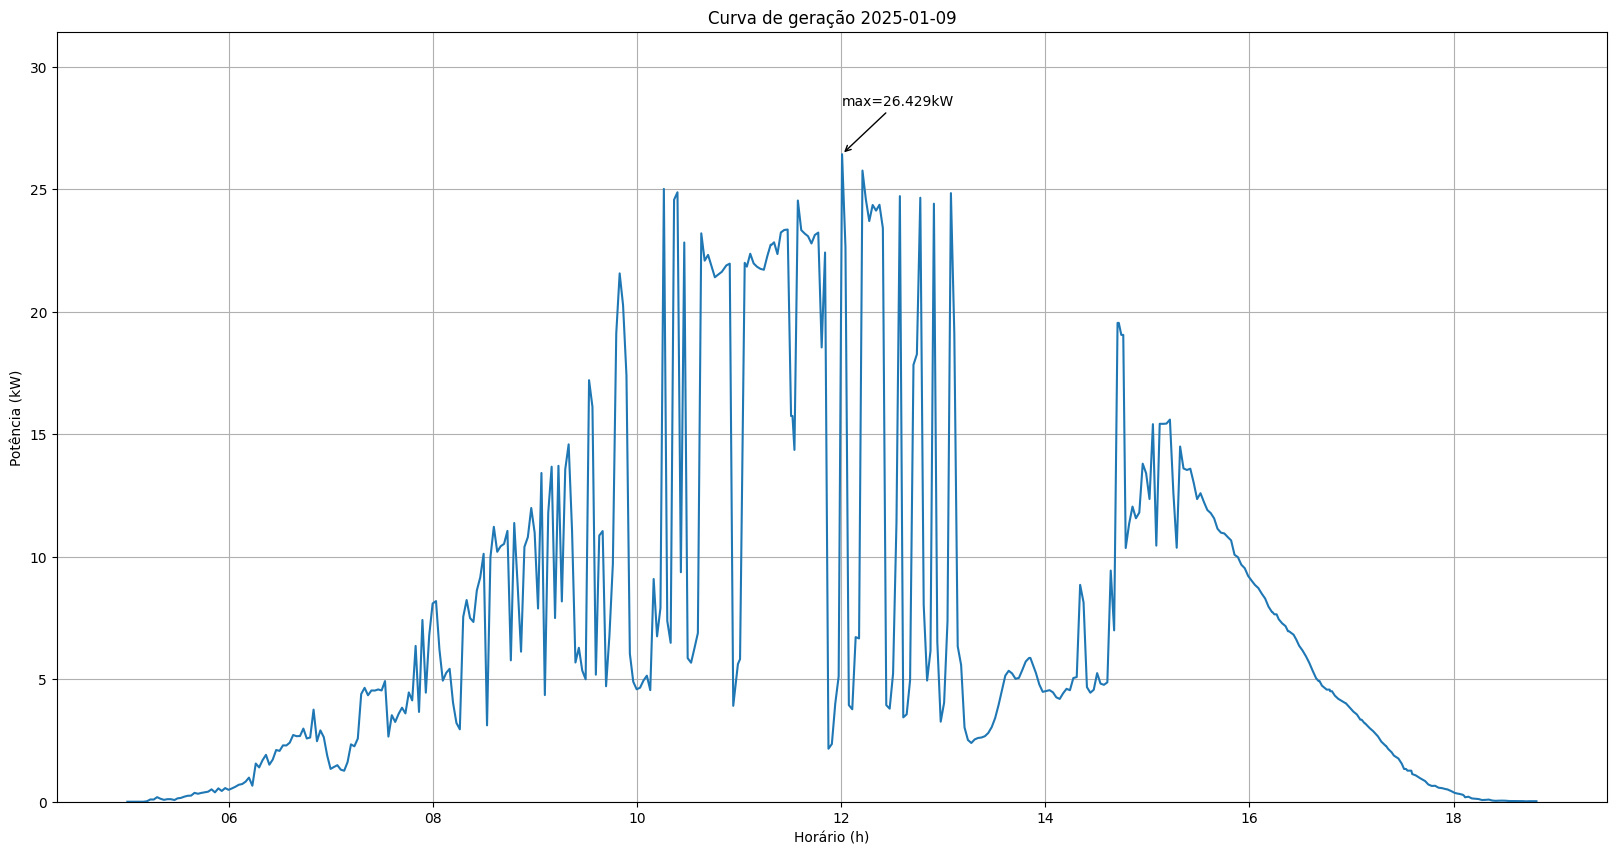 Curva de geração 2025-01-09
30
max=26.429kW
25
20
15
10
5
0
Potência (kW)
06 08 10 12 14 16 18
Horário (h)